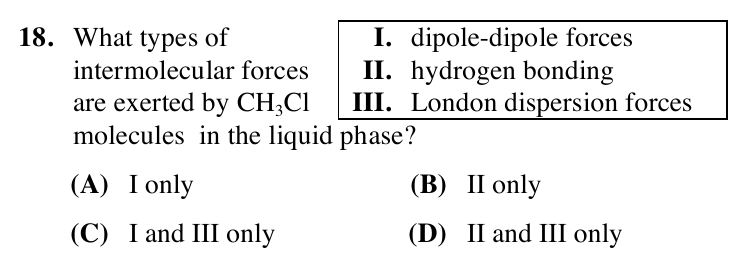 18. What types of
intermolecular forces
are exerted by CH₃Cl
molecules in the liquid phase?
I. dipole-dipole forces
II. hydrogen bonding
III. London dispersion forces
(A) I only
(B) II only
(C) I and III only
(D) II and III only